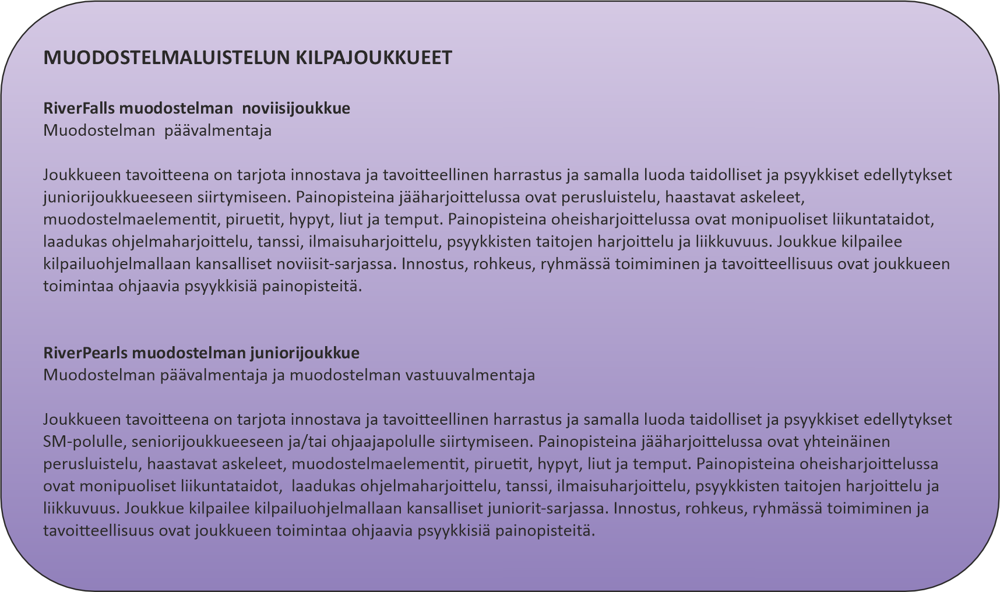 MUODOSTELMALUISTELUN KILPAJOUKKUEET
RiverFalls muodostelman  noviisijoukkue
Muodostelman  päävalmentaja
Joukkueen tavoitteena on tarjota innostava ja tavoitteellinen harrastus ja samalla luoda taidolliset ja psyykkiset edellytykset
juniorijoukkueeseen siirtymiseen. Painopisteina jääharjoittelussa ovat perusluistelu, haastavat askeleet,
muodostelmaelementit, piruetit, hypyt, liut ja temput. Painopisteina oheisharjoittelussa ovat monipuoliset liikuntataidot,
laadukas ohjelmaharjoittelu, tanssi, ilmaisuharjoittelu, psyykkisten taitojen harjoittelu ja liikkuvuus. Joukkue kilpailee
kilpailuohjelmallaan kansalliset noviisit-sarjassa. Innostus, rohkeus, ryhmässä toimiminen ja tavoitteellisuus ovat joukkueen
toimintaa ohjaavia psyykkisiä painopisteitä.
RiverPearls muodostelman juniorijoukkue
Muodostelman päävalmentaja ja muodostelman vastuuvalmentaja
Joukkueen tavoitteena on tarjota innostava ja tavoitteellinen harrastus ja samalla luoda taidolliset ja psyykkiset edellytykset
SM-polulle, seniorijoukkueeseen ja/tai ohjaajapolulle siirtymiseen. Painopisteina jääharjoittelussa ovat yhteinäinen
perusluistelu, haastavat askeleet, muodostelmaelementit, piruetit, hypyt, liut ja temput. Painopisteina oheisharjoittelussa
ovat monipuoliset liikuntataidot,  laadukas ohjelmaharjoittelu, tanssi, ilmaisuharjoittelu, psyykkisten taitojen harjoittelu ja
liikkuvuus. Joukkue kilpailee kilpailuohjelmallaan kansalliset juniorit-sarjassa. Innostus, rohkeus, ryhmässä toimiminen ja
tavoitteellisuus ovat joukkueen toimintaa ohjaavia psyykkisiä painopisteitä.